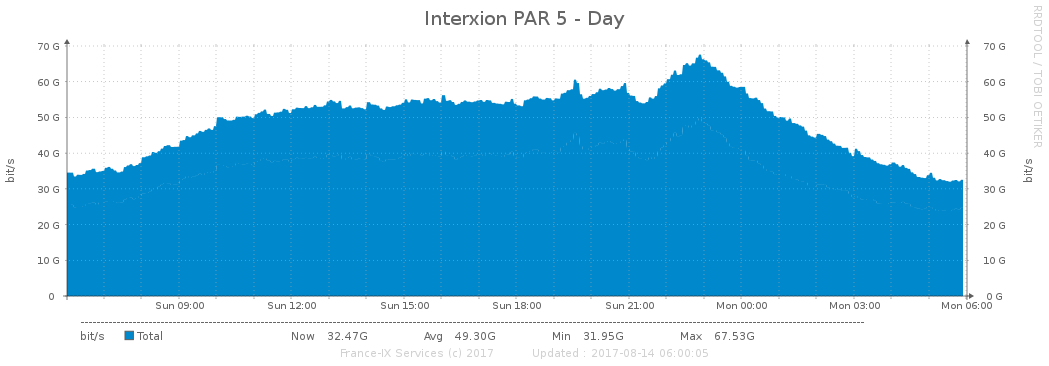 Interxion PAR 5 - Day
RRDTOOL / TOBI OETIKER
70 G 70 G
60 G 60 G
50 G 50 G
40 G 40 G
30 G 30 G
20 G 20 G
10 G 10 G
0 0 G
bit/s bit/s
Sun 09:00 Sun 12:00 Sun 15:00 Sun 18:00 Sun 21:00 Mon 00:00 Mon 03:00 Mon 06:00
bit/s Total Now 32.47G Avg 49.30G Min 31.95G Max 67.53G
France-IX Services (c) 2017 Updated : 2017-08-14 06:00:05